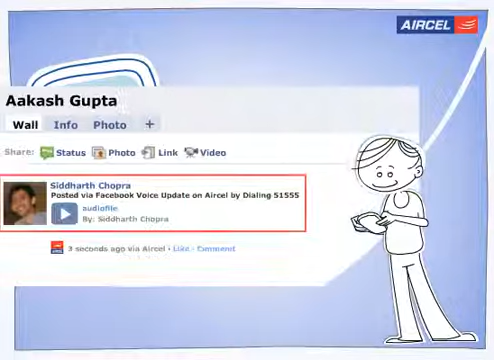 AIRCEL
Aakash Gupta
Wall Info Photo +
Share: Status Photo Link Video
Siddharth Chopra
Posted via Facebook Voice Update on Aircel by Dialing 51555
audiofile
By: Siddharth Chopra
3 seconds ago via Aircel • Like • Comment